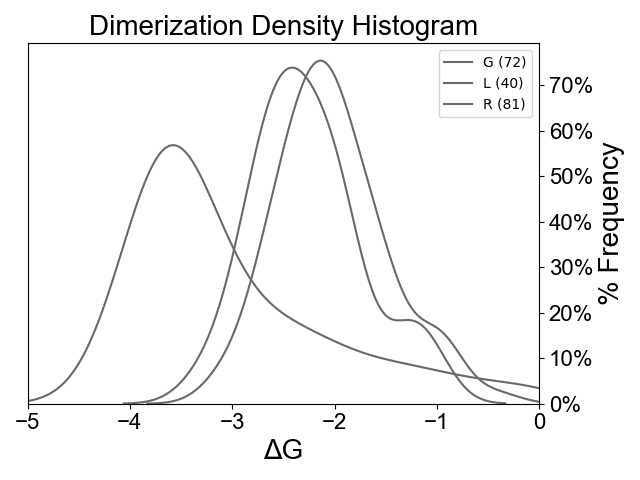 Dimerization Density Histogram
G (72)
L (40)
R (81)
70%
60%
50%
40%
30%
20%
10%
0%
% Frequency
−5 −4 −3 −2 −1 0
ΔG